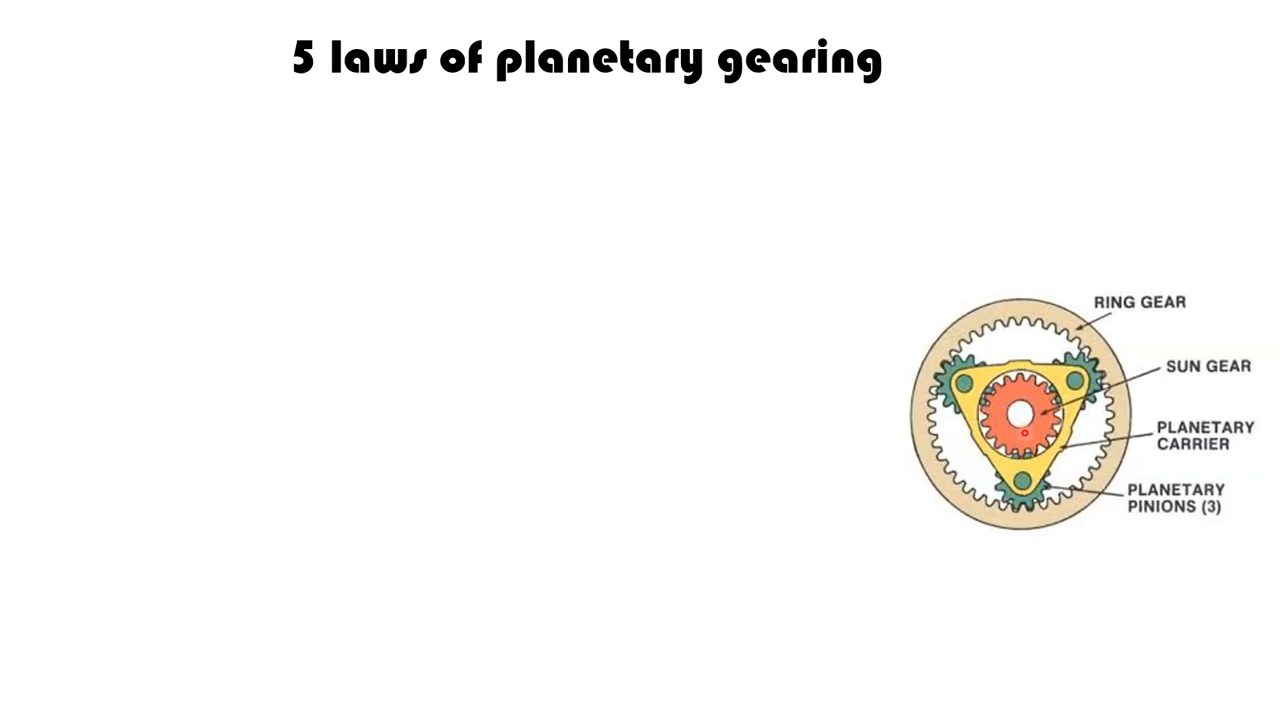 5 laws of planetary gearing
RING GEAR
SUN GEAR
PLANETARY
CARRIER
PLANETARY
PINIONS (3)